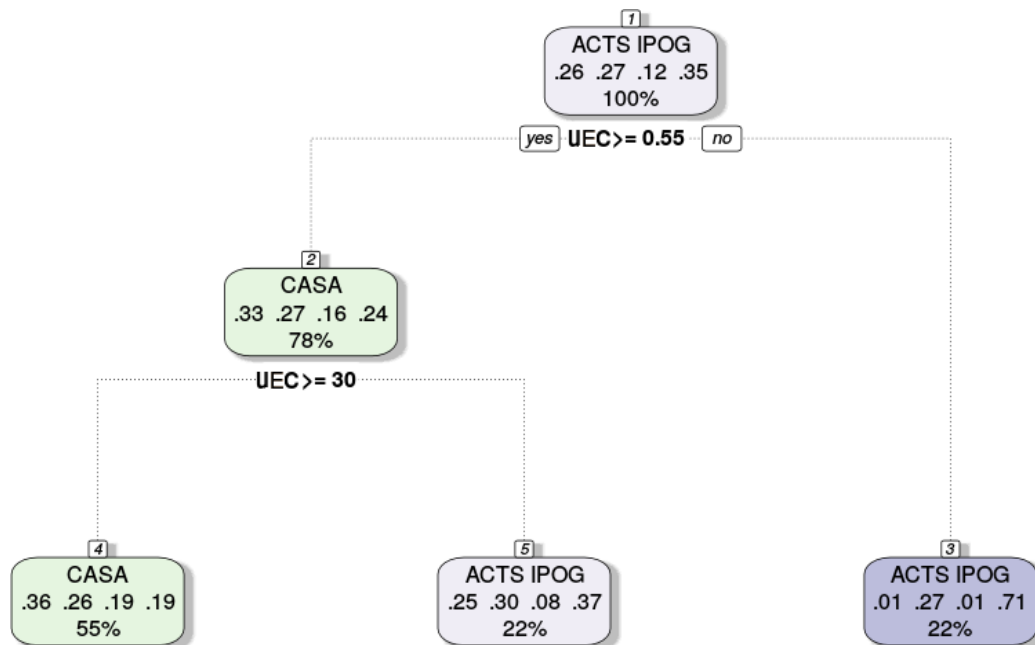 1
ACTS IPOG
.26 .27 .12 .35
100%
yes UEC>= 0.55 no
2
CASA
.33 .27 .16 .24
78%
UEC>= 30
4
CASA
.36 .26 .19 .19
55%
5
ACTS IPOG
.25 .30 .08 .37
22%
3
ACTS IPOG
.01 .27 .01 .71
22%